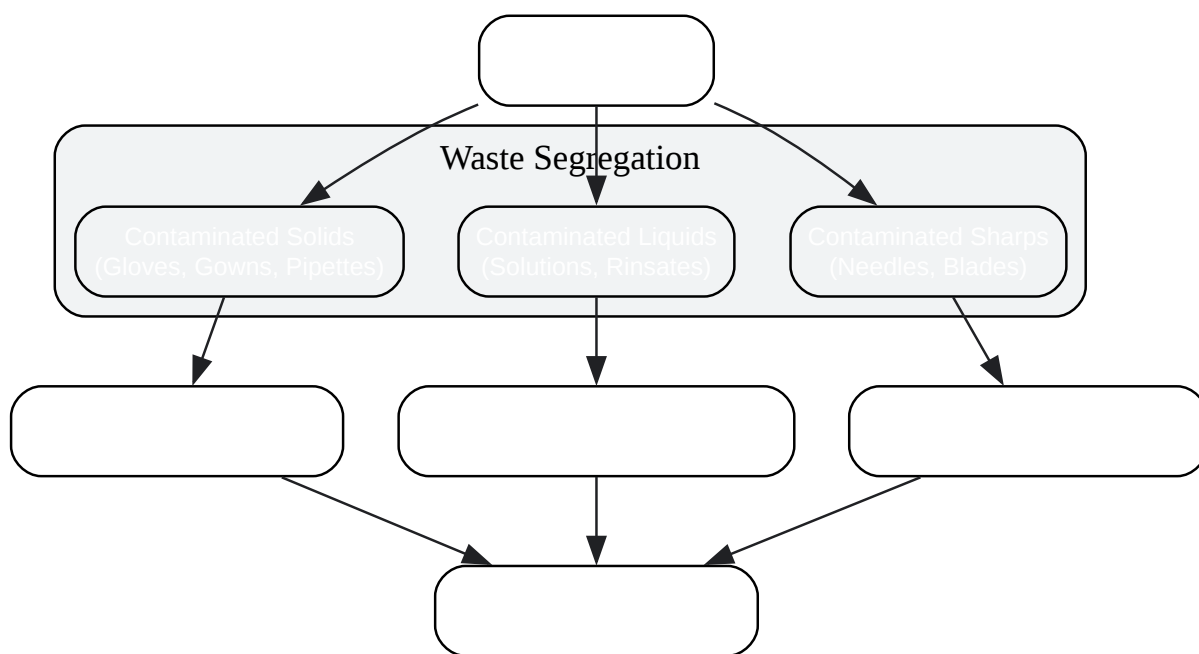 Waste Segregation
Contaminated Solids
(Gloves, Gowns, Pipettes)
Contaminated Liquids
(Solutions, Rinsates)
Contaminated Sharps
(Needles, Blades)